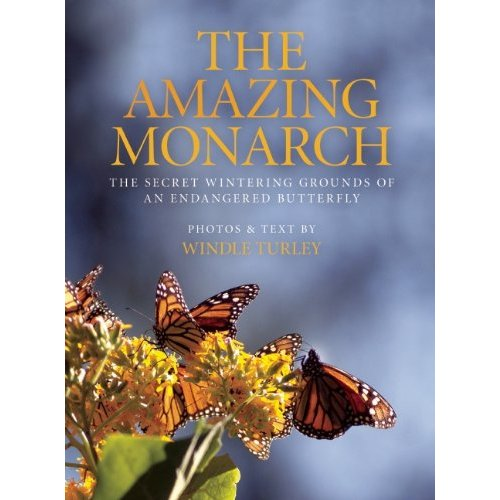 THE
AMAZING
MONARCH
THE SECRET WINTERING GROUNDS OF
AN ENDANGERED BUTTERFLY
PHOTOS & TEXT BY
WINDLE TURLEY